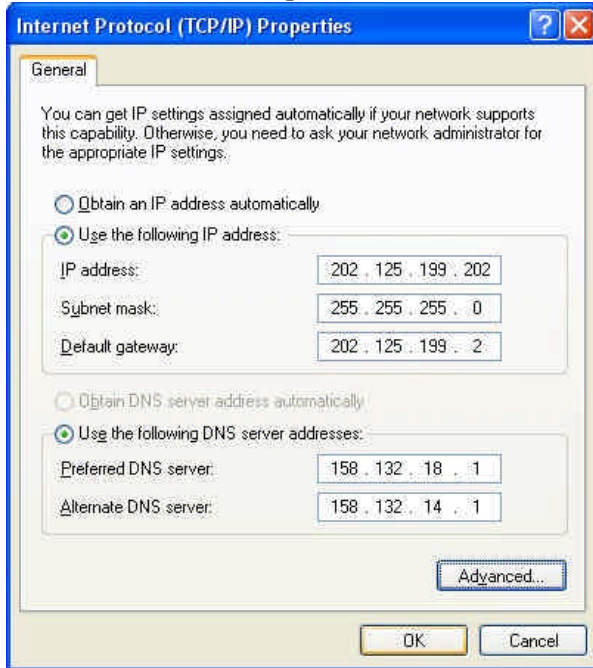 Internet Protocol (TCP/IP) Properties
General
You can get IP settings assigned automatically if your network supports
this capability. Otherwise, you need to ask your network administrator for
the appropriate IP settings.
Obtain an IP address automatically
Use the following IP address:
IP address: 202 . 125 . 199 . 202
Subnet mask: 255 . 255 . 255 . 0
Default gateway: 202 . 125 . 199 . 2
Obtain DNS server address automatically
Use the following DNS server addresses:
Preferred DNS server: 158 . 132 . 18 . 1
Alternate DNS server: 158 . 132 . 14 . 1
Advanced...
OK Cancel